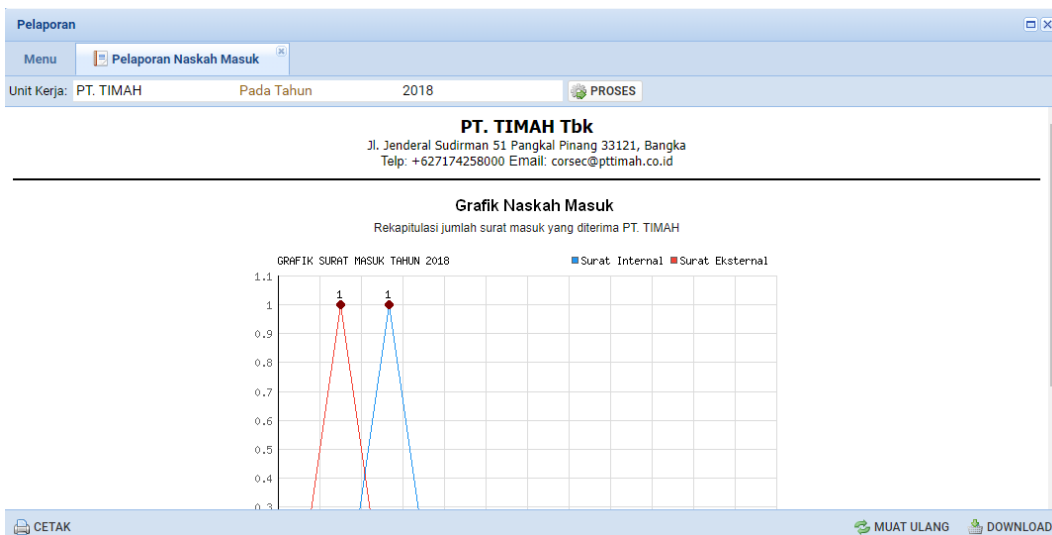 Pelaporan
Menu Pelaporan Naskah Masuk
Unit Kerja: PT. TIMAH Pada Tahun 2018 PROSES
PT. TIMAH Tbk
Jl. Jenderal Sudirman 51 Pangkal Pinang 33121, Bangka
Telp: +627174258000 Email: corsec@pttimah.co.id
Grafik Naskah Masuk
Rekapitulasi jumlah surat masuk yang diterima PT. TIMAH
GRAFIK SURAT MASUK TAHUN 2018 Surat Internal Surat Eksternal
1.1
1 1
1
0.9
0.8
0.7
0.6
0.5
0.4
0.3
CETAK MUAT ULANG DOWNLOAD